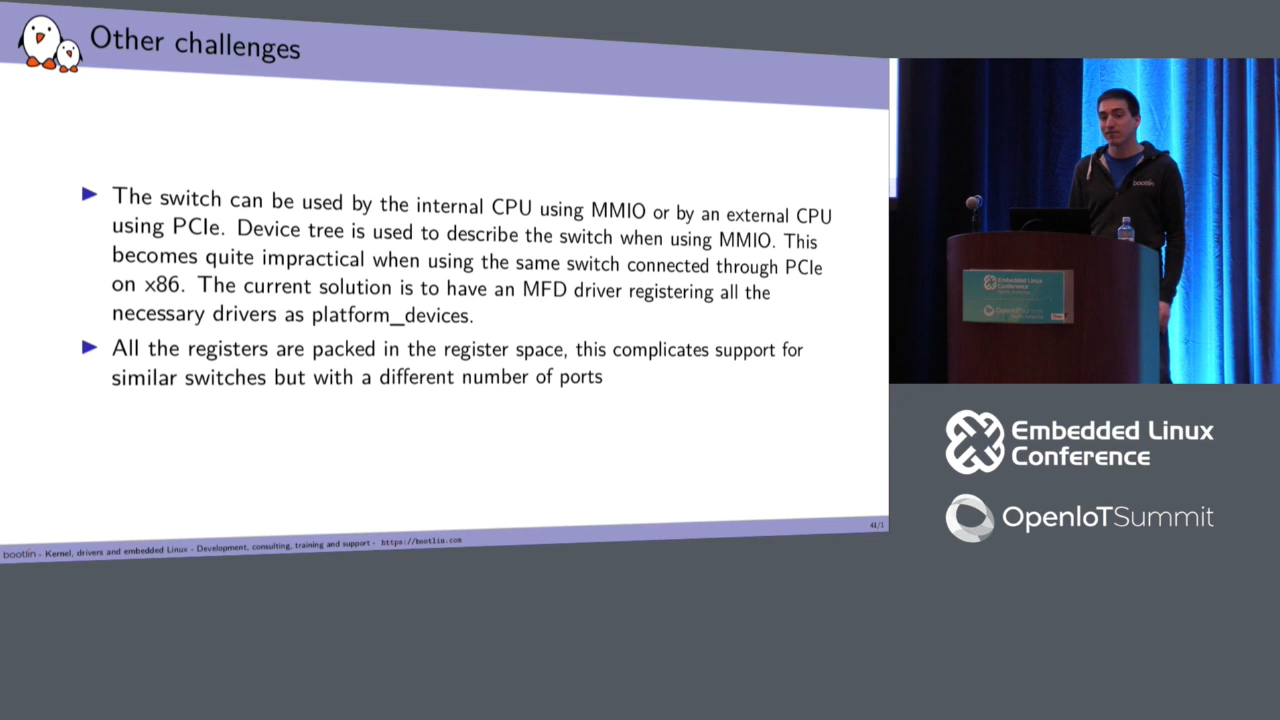 Other challenges
The switch can be used by the internal CPU using MMIO or by an external CPU
using PCIe. Device tree is used to describe the switch when using MMIO. This
becomes quite impractical when using the same switch connected through PCIe
on x86. The current solution is to have an MFD driver registering all the
necessary drivers as platform_devices.
All the registers are packed in the register space, this complicates support for
similar switches but with a different number of ports
41/1
bootlin - Kernel, drivers and embedded Linux - Development, consulting, training and support - https://bootlin.com
bootlin
Embedded Linux
Conference
OpenIoTSummit
Embedded Linux
Conference
OpenIoTSummit